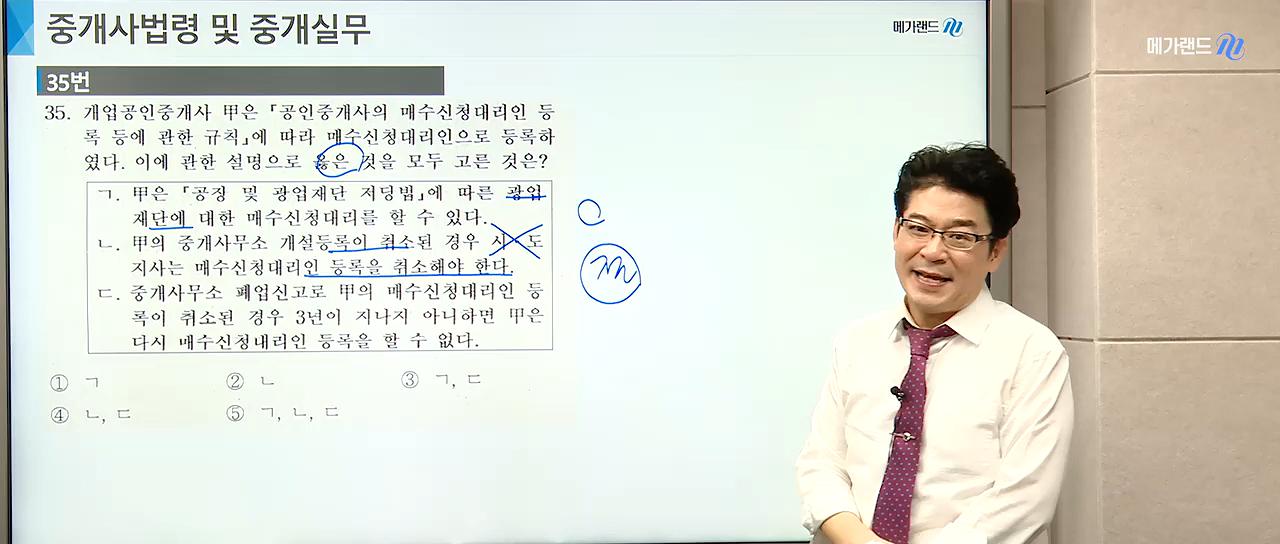 중개사법령 및 중개실무
메가랜드
메가랜드
35번
35. 개업공인중개사 甲은 「공인중개사의 매수신청대리인 등
록 등에 관한 규칙」에 따라 매수신청대리인으로 등록하
였다. 이에 관한 설명으로 옳은 것을 모두 고른 것은?
ㄱ. 甲은 「공장 및 광업재단 저당법」에 따른 광업
재단에 대한 매수신청대리를 할 수 있다.
ㄴ. 甲의 중개사무소 개설등록이 취소된 경우 시·도
지사는 매수신청대리인 등록을 취소해야 한다.
ㄷ. 중개사무소 폐업신고로 甲의 매수신청대리인 등
록이 취소된 경우 3년이 지나지 아니하면 甲은
다시 매수신청대리인 등록을 할 수 없다.
① ㄱ ② ㄴ ③ ㄱ, ㄷ
④ ㄴ, ㄷ ⑤ ㄱ, ㄴ, ㄷ